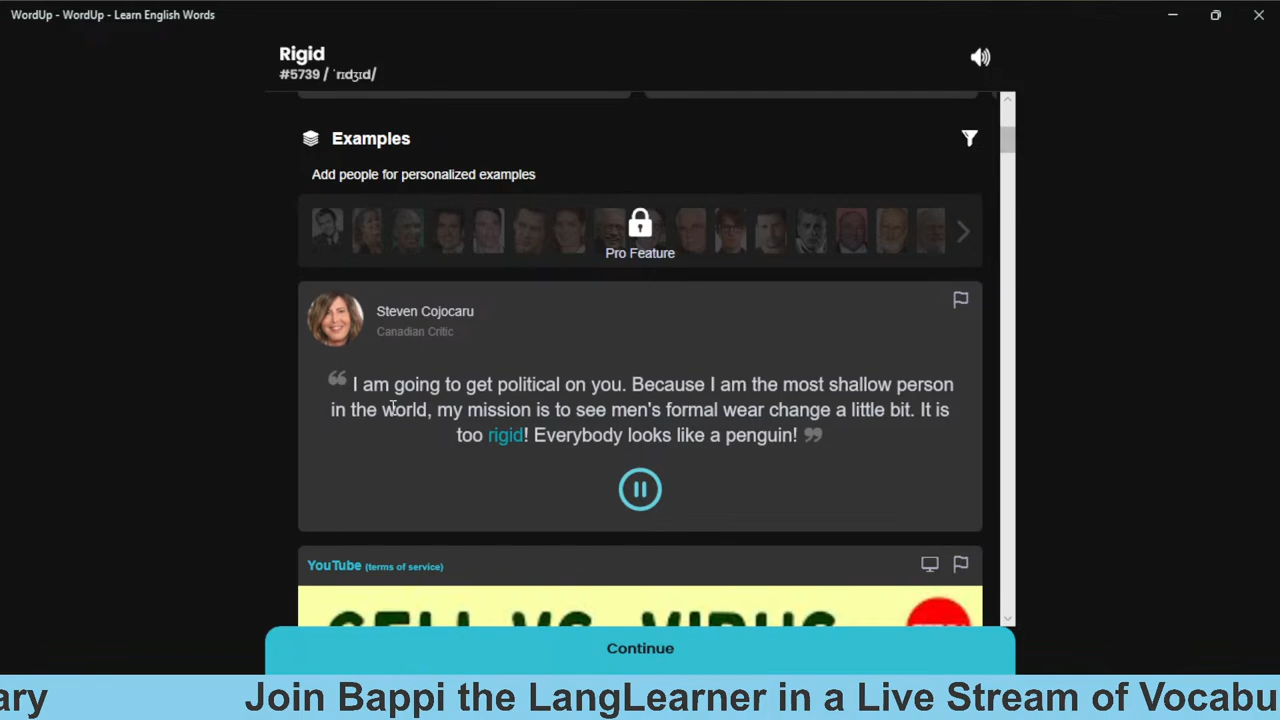 WordUp - WordUp - Learn English Words
Rigid
#5739 / ˈrɪdʒɪd/
Examples
Add people for personalized examples
Pro Feature
Steven Cojocaru
Canadian Critic
❝ I am going to get political on you. Because I am the most shallow person
in the world, my mission is to see men's formal wear change a little bit. It is
too rigid! Everybody looks like a penguin! ❞
YouTube (terms of service)
CELL VS. VIRUS
Continue
ary Join Bappi the LangLearner in a Live Stream of Vocabu